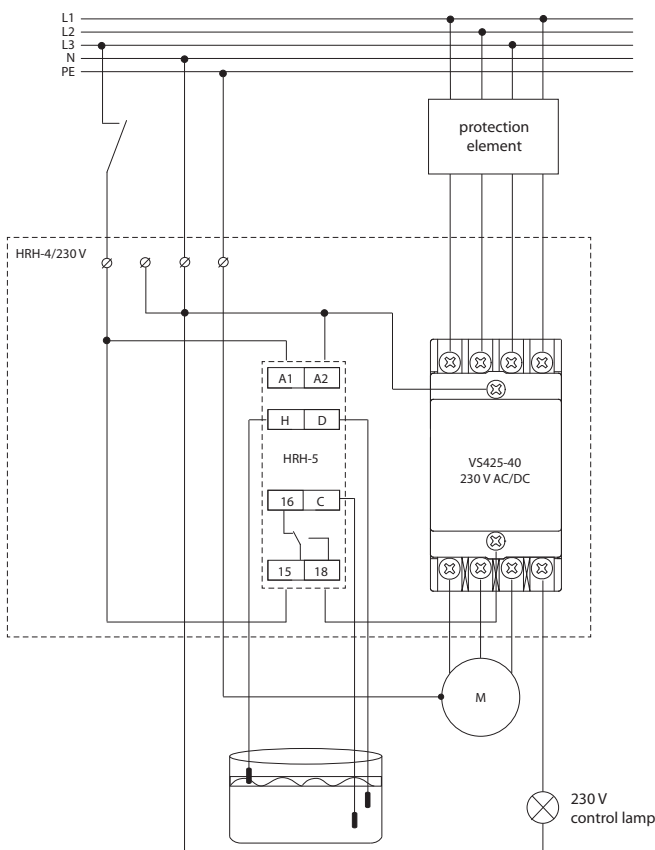 L1
L2
L3
N
PE
protection
element
HRH-4/230 V
A1 A2
H D
HRH-5
16 C
15 18
VS425-40
230 V AC/DC
M
230 V
control lamp